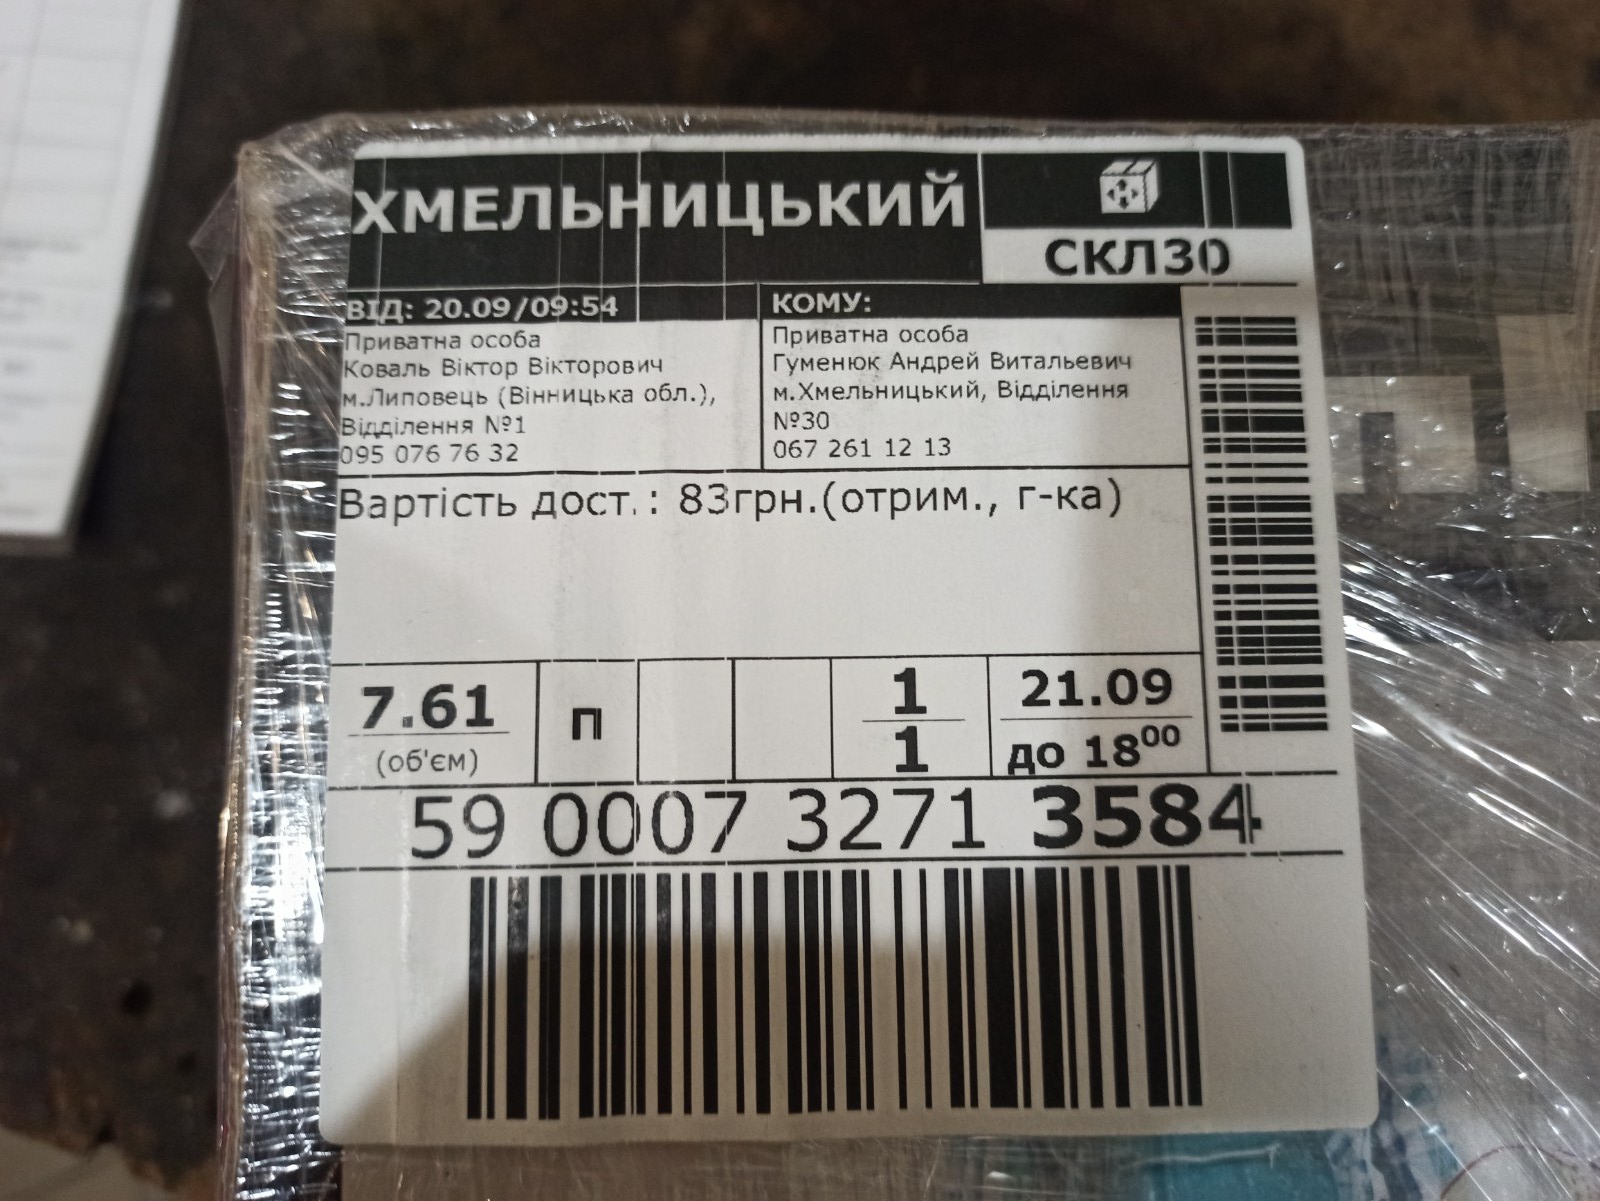 ХМЕЛЬНИЦЬКИЙ
СКЛ30
ВІД: 20.09/09:54
Приватна особа
Коваль Віктор Вікторович
м.Липовець (Вінницька обл.),
Відділення №1
095 076 76 32
КОМУ:
Приватна особа
Гуменюк Андрей Витальевич
м.Хмельницький, Відділення
№30
067 261 12 13
Вартість дост.: 83грн.(отрим., г-ка)
7.61
(об'єм)
П
1
1
21.09
до 18⁰⁰
59 0007 3271 3584